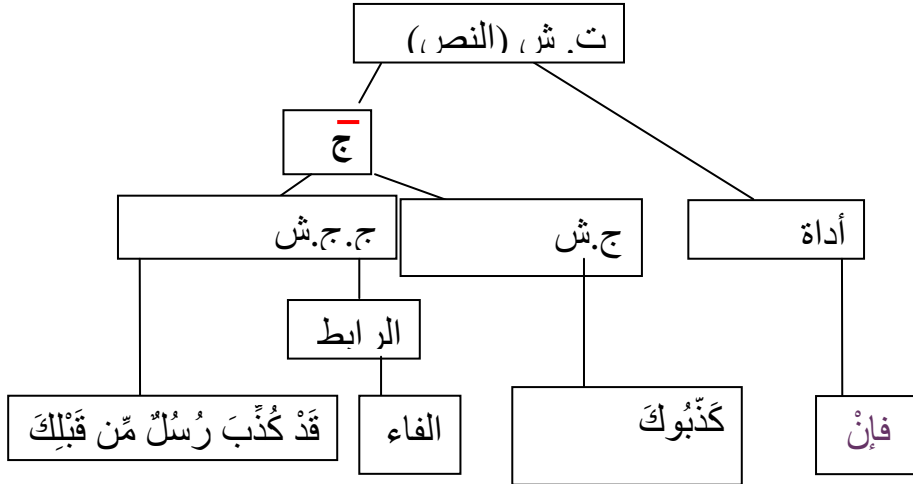 ت. ش (النص)
ج
أداة
ج.ش
ج.ج.ش
الرابط
فإنْ
كَذّبُوكَ
الفاء
قَدْ كُذِّبَ رُسُلٌ مِّن قَبْلِكَ